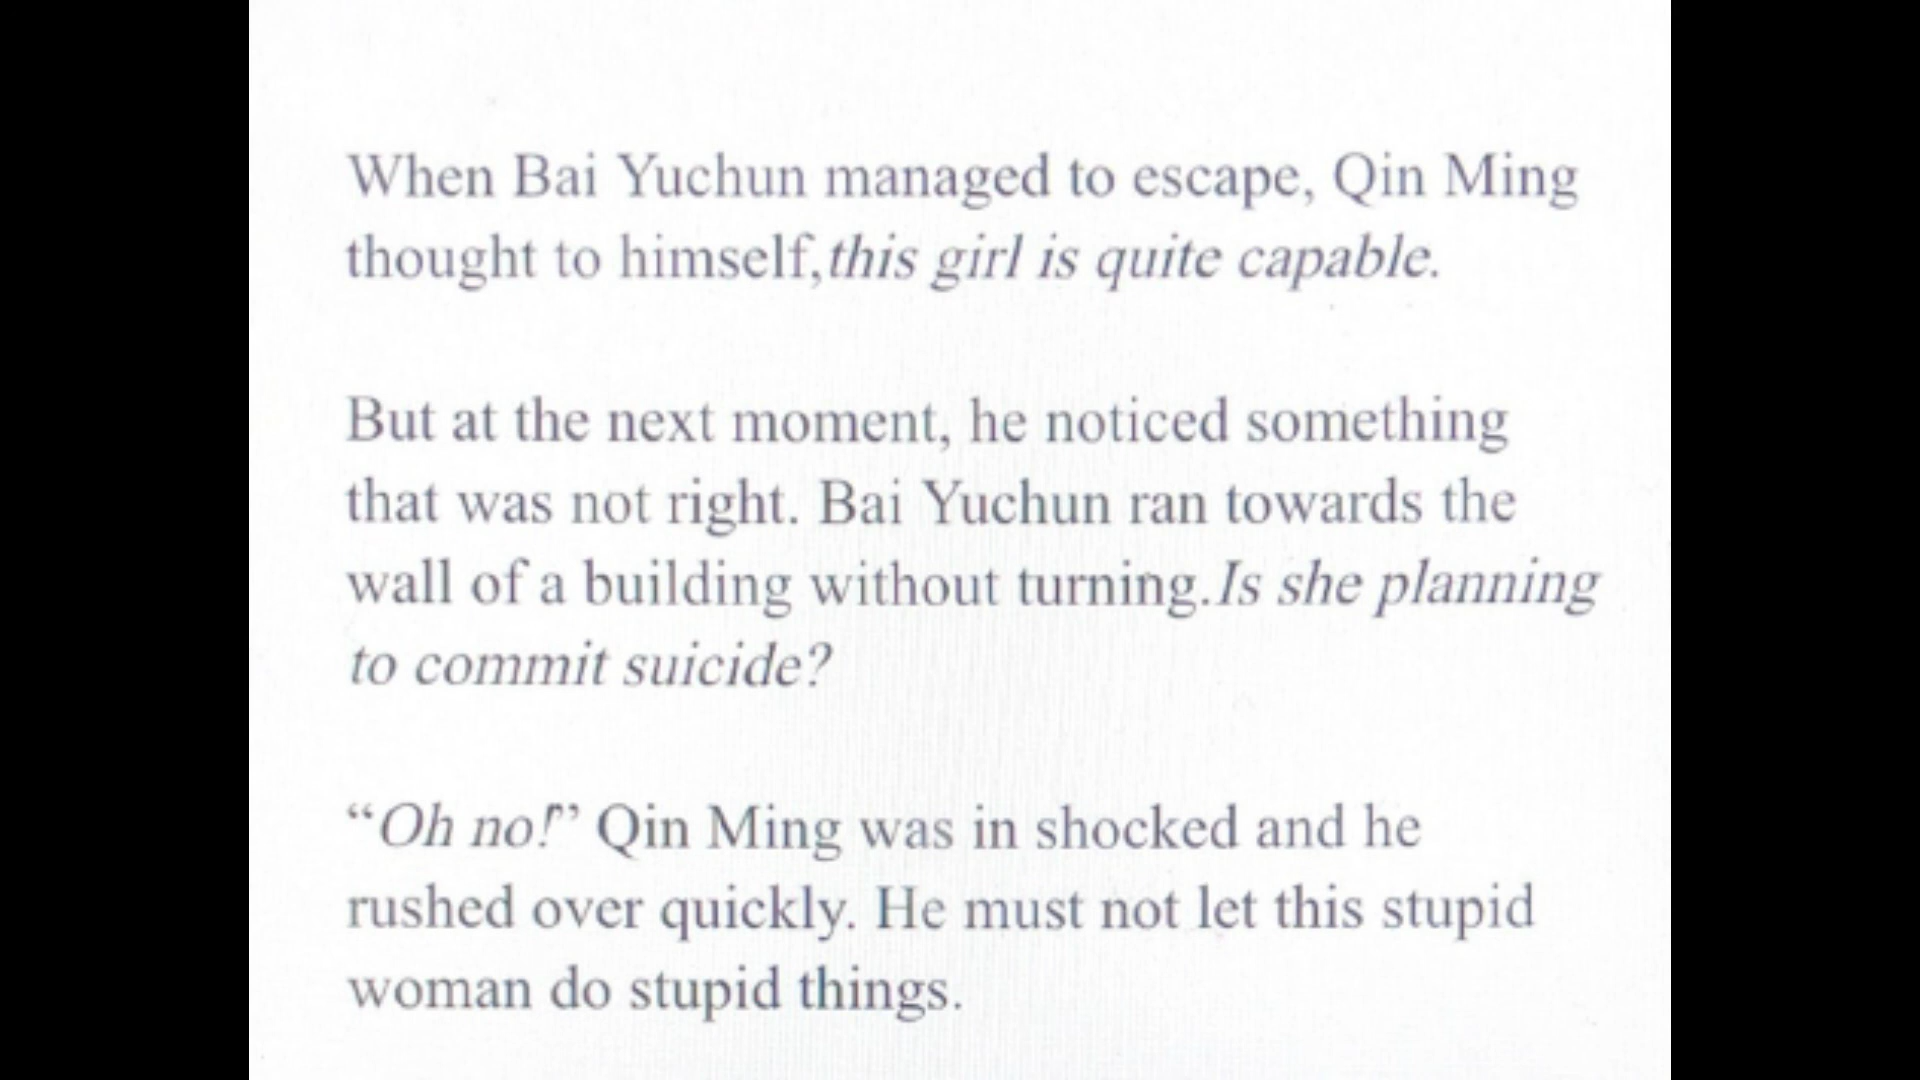 When Bai Yuchun managed to escape, Qin Ming
thought to himself,this girl is quite capable.
But at the next moment, he noticed something
that was not right. Bai Yuchun ran towards the
wall of a building without turning.Is she planning
to commit suicide?
“Oh no!” Qin Ming was in shocked and he
rushed over quickly. He must not let this stupid
woman do stupid things.